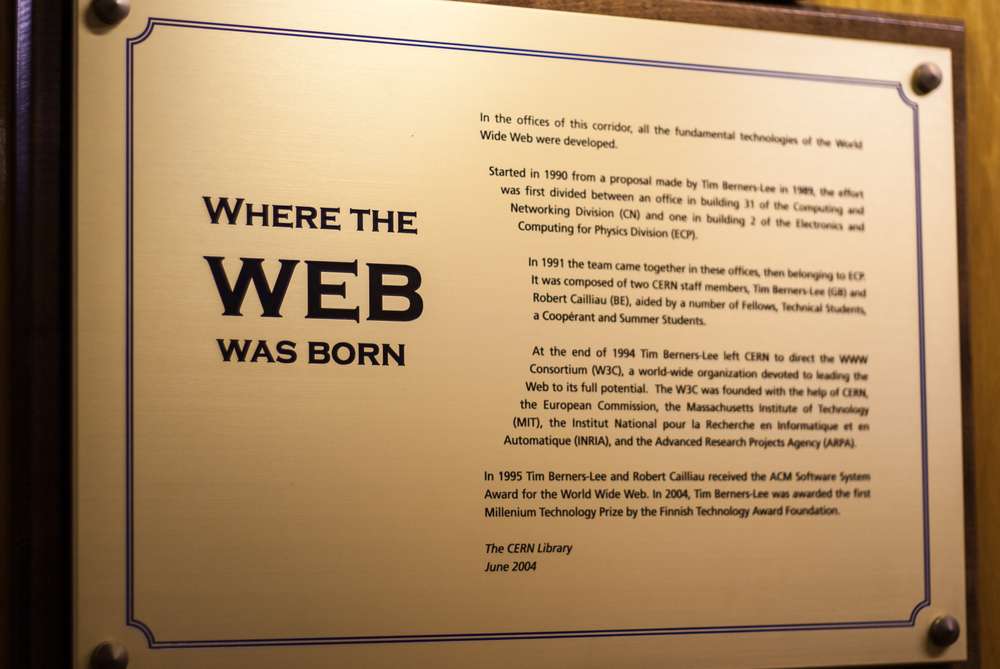 WHERE THE
WEB
WAS BORN
In the offices of this corridor, all the fundamental technologies of the World
Wide Web were developed.
Started in 1990 from a proposal made by Tim Berners-Lee in 1989, the effort
was first divided between an office in building 31 of the Computing and
Networking Division (CN) and one in building 2 of the Electronics and
Computing for Physics Division (ECP).
In 1991 the team came together in these offices, then belonging to ECP.
It was composed of two CERN staff members, Tim Berners-Lee (GB) and
Robert Cailliau (BE), aided by a number of Fellows, Technical Students,
a Coopérant and Summer Students.
At the end of 1994 Tim Berners-Lee left CERN to direct the WWW
Consortium (W3C), a world-wide organization devoted to leading the
Web to its full potential. The W3C was founded with the help of CERN,
the European Commission, the Massachusetts Institute of Technology
(MIT), the Institut National pour la Recherche en Informatique et en
Automatique (INRIA), and the Advanced Research Projects Agency (ARPA).
In 1995 Tim Berners-Lee and Robert Cailliau received the ACM Software System
Award for the World Wide Web. In 2004, Tim Berners-Lee was awarded the first
Millenium Technology Prize by the Finnish Technology Award Foundation.
The CERN Library
June 2004